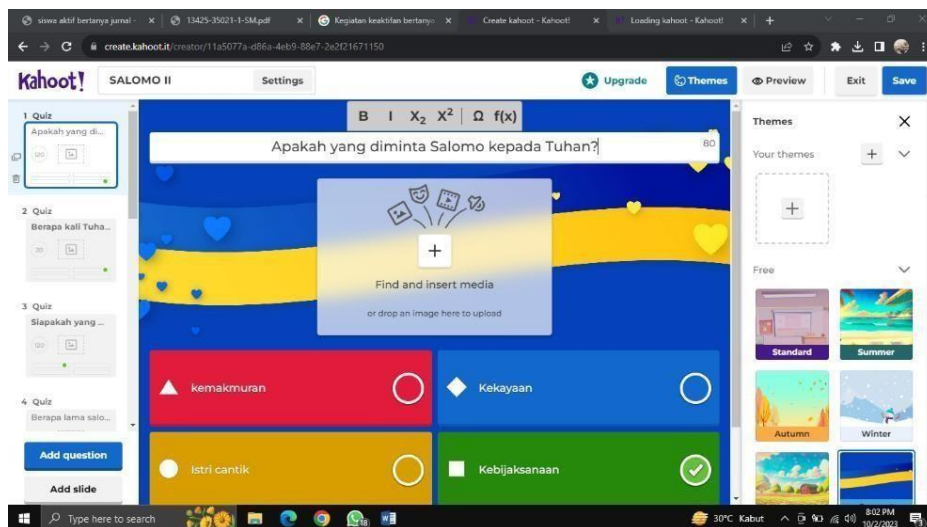 siswa aktif bertanya jurnal -
13425-35021-1-SM.pdf
Kegiatan keaktifan bertanya
Create kahoot - Kahoot!
Loading kahoot - Kahoot!
create.kahoot.it/creator/11a5077a-d86a-4eb9-88e7-2e2f21671150
Kahoot!
SALOMO II
Settings
Upgrade
Themes
Preview
Exit
Save
1 Quiz
Apakah yang di...
120
2 Quiz
Berapa kali Tuha...
20
3 Quiz
Siapakah yang ...
120
4 Quiz
Berapa lama salo...
Add question
Add slide
B I X₂ X² Ω f(x)
Apakah yang diminta Salomo kepada Tuhan?
80
Find and insert media
or drop an image here to upload
kemakmuran
Kekayaan
Istri cantik
Kebijaksanaan
Themes
Your themes
Free
Standard
Summer
Autumn
Winter
Type here to search
30°C Kabut
8:02 PM
10/2/2023